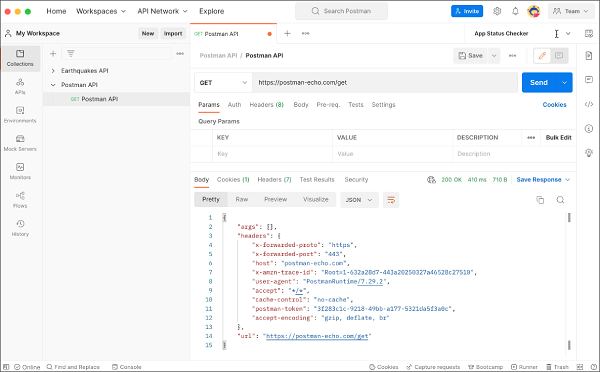 Home Workspaces API Network Explore Search Postman Invite Team
My Workspace New Import GET Postman API App Status Checker
Collections
APIs
Environments
Mock Servers
Monitors
Flows
History
Earthquakes API
Postman API
GET Postman API
Postman API / Postman API Save
GET https://postman-echo.com/get Send
Params Auth Headers (8) Body Pre-req. Tests Settings Cookies
Query Params
KEY VALUE DESCRIPTION Bulk Edit
Key Value Description
Body Cookies (1) Headers (7) Test Results Security 200 OK 410 ms 710 B Save Response
Pretty Raw Preview Visualize JSON
1 {
2 "args": {},
3 "headers": {
4 "x-forwarded-proto": "https",
5 "x-forwarded-port": "443",
6 "host": "postman-echo.com",
7 "x-amzn-trace-id": "Root=1-632a28d7-443a20250327a46528c27518",
8 "user-agent": "PostmanRuntime/7.29.2",
9 "accept": "*/*",
10 "cache-control": "no-cache",
11 "postman-token": "3f283c1c-9218-49bb-a177-5321da5f3a0c",
12 "accept-encoding": "gzip, deflate, br"
13 },
14 "url": "https://postman-echo.com/get"
15 }
Online Find and Replace Console Cookies Capture requests Bootcamp Runner Trash